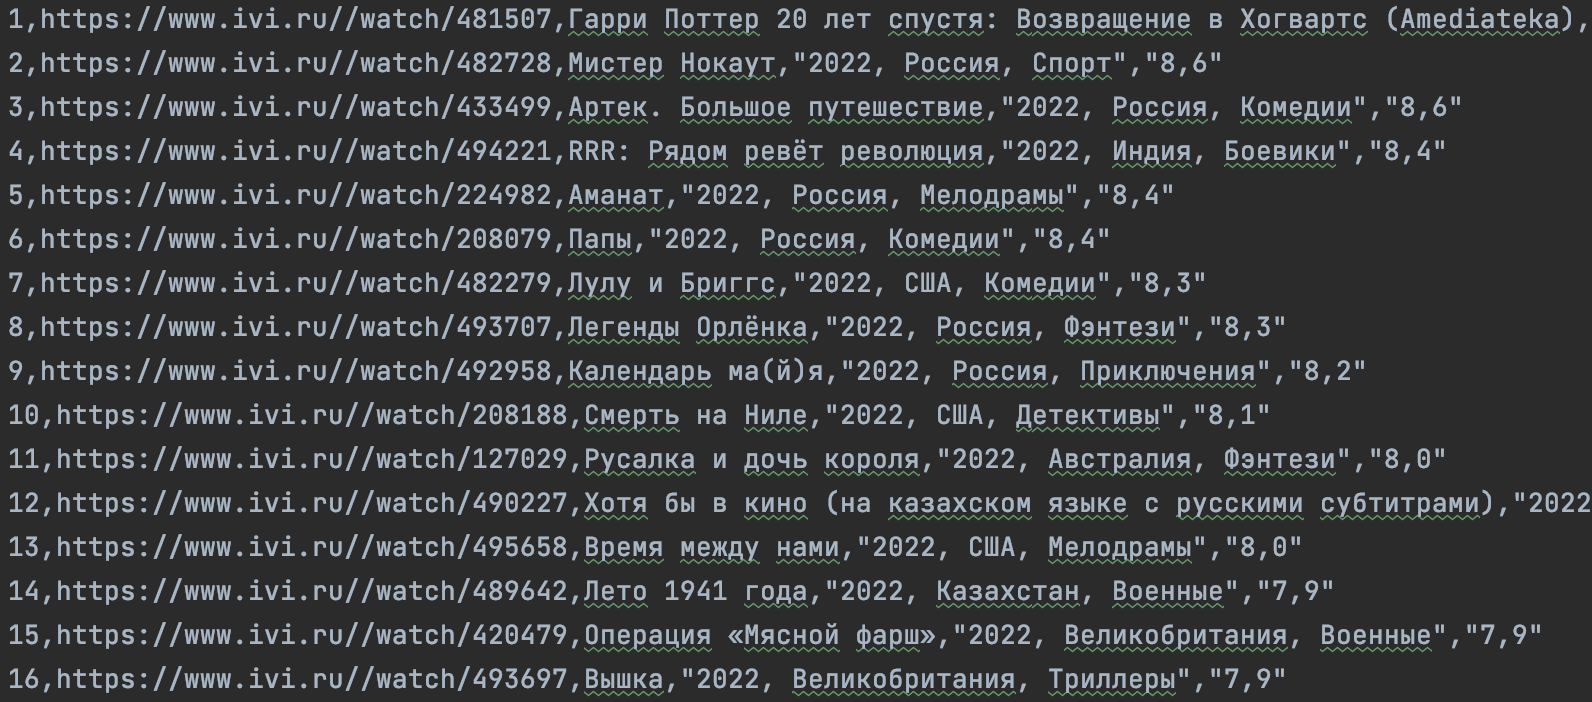 1,https://www.ivi.ru//watch/481507,Гарри Поттер 20 лет спустя: Возвращение в Хогвартс (Amediateka),
2,https://www.ivi.ru//watch/482728,Мистер Нокаут,"2022, Россия, Спорт","8,6"
3,https://www.ivi.ru//watch/433499,Артек. Большое путешествие,"2022, Россия, Комедии","8,6"
4,https://www.ivi.ru//watch/494221,RRR: Рядом ревёт революция,"2022, Индия, Боевики","8,4"
5,https://www.ivi.ru//watch/224982,Аманат,"2022, Россия, Мелодрамы","8,4"
6,https://www.ivi.ru//watch/208079,Папы,"2022, Россия, Комедии","8,4"
7,https://www.ivi.ru//watch/482279,Лулу и Бриггс,"2022, США, Комедии","8,3"
8,https://www.ivi.ru//watch/493707,Легенды Орлёнка,"2022, Россия, Фэнтези","8,3"
9,https://www.ivi.ru//watch/492958,Календарь ма(й)я,"2022, Россия, Приключения","8,2"
10,https://www.ivi.ru//watch/208188,Смерть на Ниле,"2022, США, Детективы","8,1"
11,https://www.ivi.ru//watch/127029,Русалка и дочь короля,"2022, Австралия, Фэнтези","8,0"
12,https://www.ivi.ru//watch/490227,Хотя бы в кино (на казахском языке с русскими субтитрами),"2022
13,https://www.ivi.ru//watch/495658,Время между нами,"2022, США, Мелодрамы","8,0"
14,https://www.ivi.ru//watch/489642,Лето 1941 года,"2022, Казахстан, Военные","7,9"
15,https://www.ivi.ru//watch/420479,Операция «Мясной фарш»,"2022, Великобритания, Военные","7,9"
16,https://www.ivi.ru//watch/493697,Вышка,"2022, Великобритания, Триллеры","7,9"